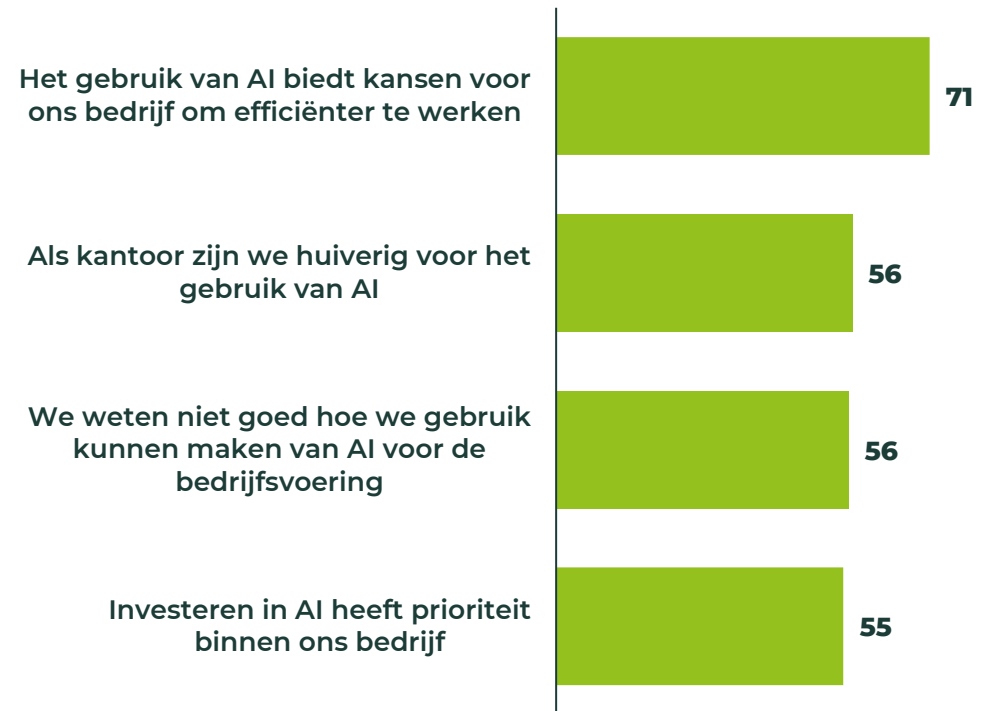 Het gebruik van AI biedt kansen voor
ons bedrijf om efficiënter te werken
71
Als kantoor zijn we huiverig voor het
gebruik van AI
56
We weten niet goed hoe we gebruik
kunnen maken van AI voor de
bedrijfsvoering
56
Investeren in AI heeft prioriteit
binnen ons bedrijf
55